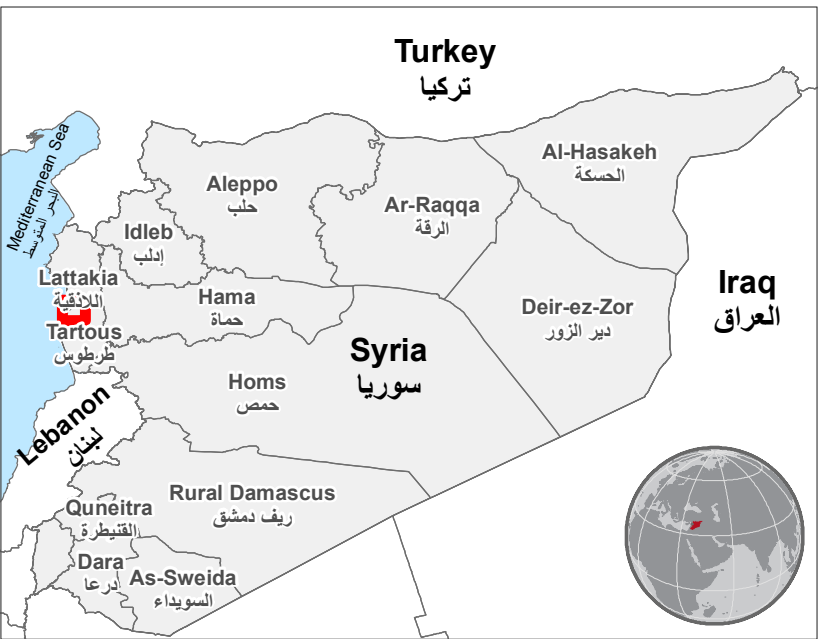 Turkey
تركيا
Mediterranean Sea
البحر المتوسط
Al-Hasakeh
الحسكة
Aleppo
حلب
Ar-Raqqa
الرقة
Idleb
إدلب
Lattakia
اللاذقية
Hama
حماة
Deir-ez-Zor
دير الزور
Iraq
العراق
Tartous
طرطوس
Syria
سوريا
Homs
حمص
Lebanon
لبنان
Rural Damascus
ريف دمشق
Quneitra
القنيطرة
Dara
درعا
As-Sweida
السويداء